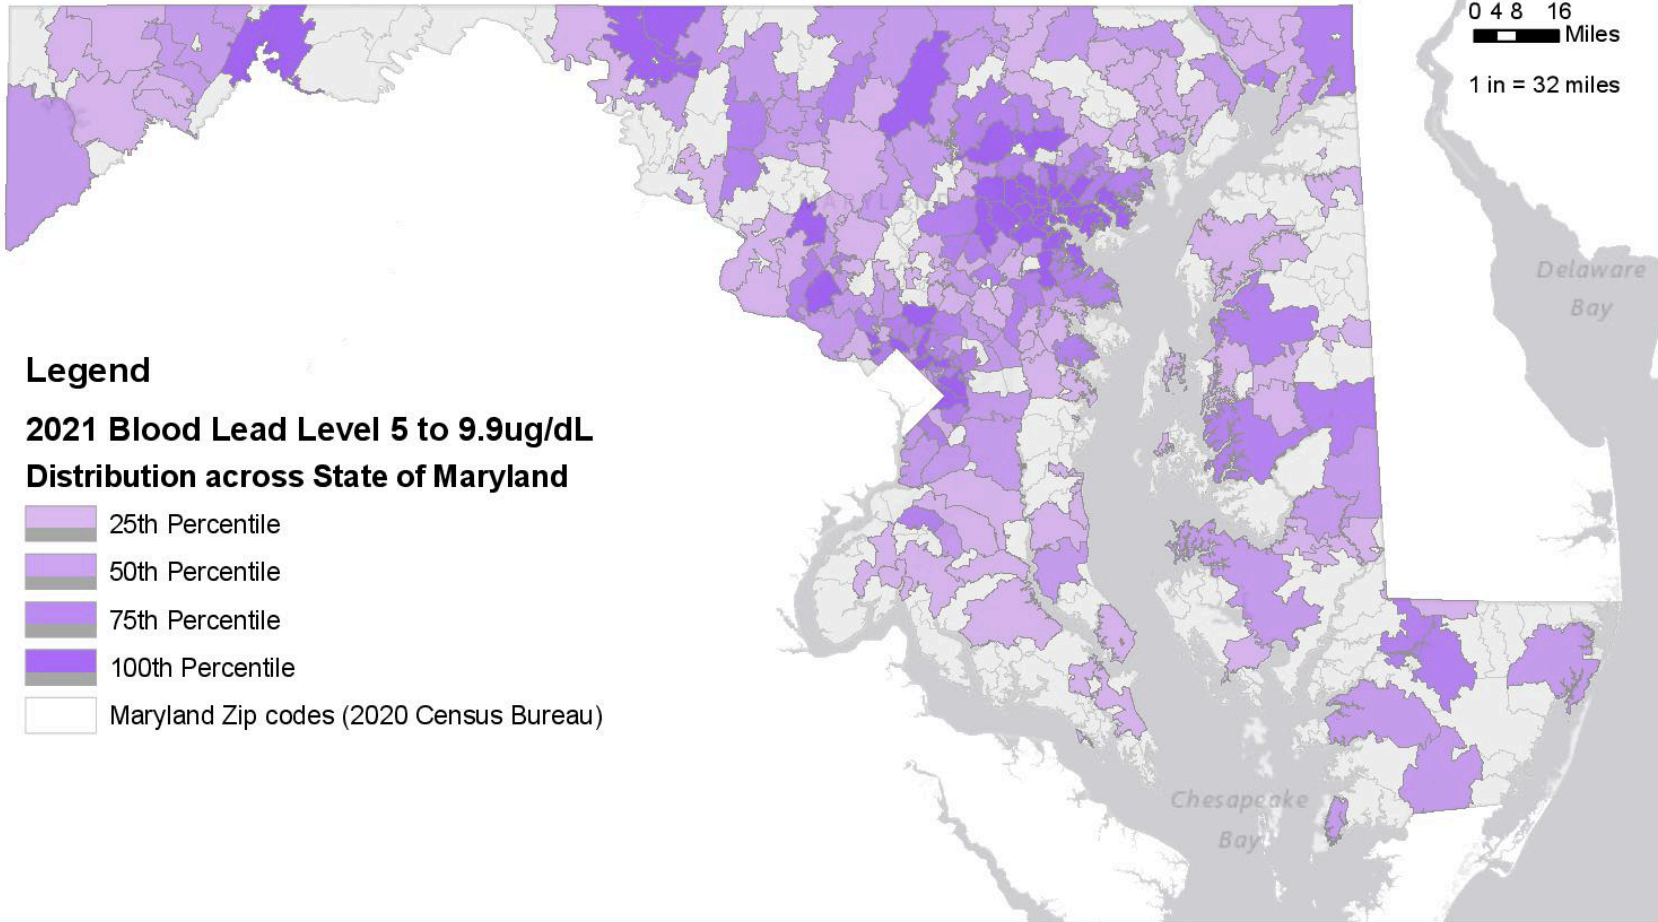 0 4 8 16
Miles
1 in = 32 miles
MARYLAND
Delaware
Bay
Legend
2021 Blood Lead Level 5 to 9.9ug/dL
Distribution across State of Maryland
25th Percentile
50th Percentile
75th Percentile
100th Percentile
Maryland Zip codes (2020 Census Bureau)
Chesapeake
Bay